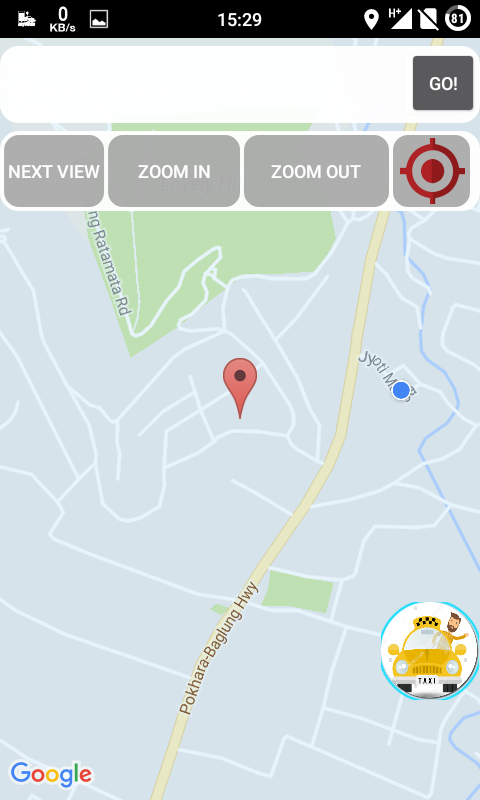 0
KB/s
15:29
H+
81
GO!
NEXT VIEW
ZOOM IN
ZOOM OUT
Ratamata Rd
Jyoti
Pokhara-Baglung Hwy
TAXI
Google